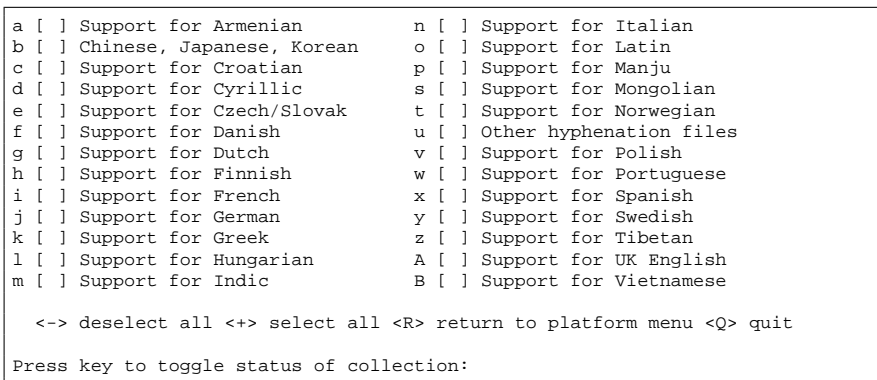 a [ ] Support for Armenian n [ ] Support for Italian
b [ ] Chinese, Japanese, Korean o [ ] Support for Latin
c [ ] Support for Croatian p [ ] Support for Manju
d [ ] Support for Cyrillic s [ ] Support for Mongolian
e [ ] Support for Czech/Slovak t [ ] Support for Norwegian
f [ ] Support for Danish u [ ] Other hyphenation files
g [ ] Support for Dutch v [ ] Support for Polish
h [ ] Support for Finnish w [ ] Support for Portuguese
i [ ] Support for French x [ ] Support for Spanish
j [ ] Support for German y [ ] Support for Swedish
k [ ] Support for Greek z [ ] Support for Tibetan
l [ ] Support for Hungarian A [ ] Support for UK English
m [ ] Support for Indic B [ ] Support for Vietnamese
<-> deselect all <+> select all <R> return to platform menu <Q> quit
Press key to toggle status of collection: